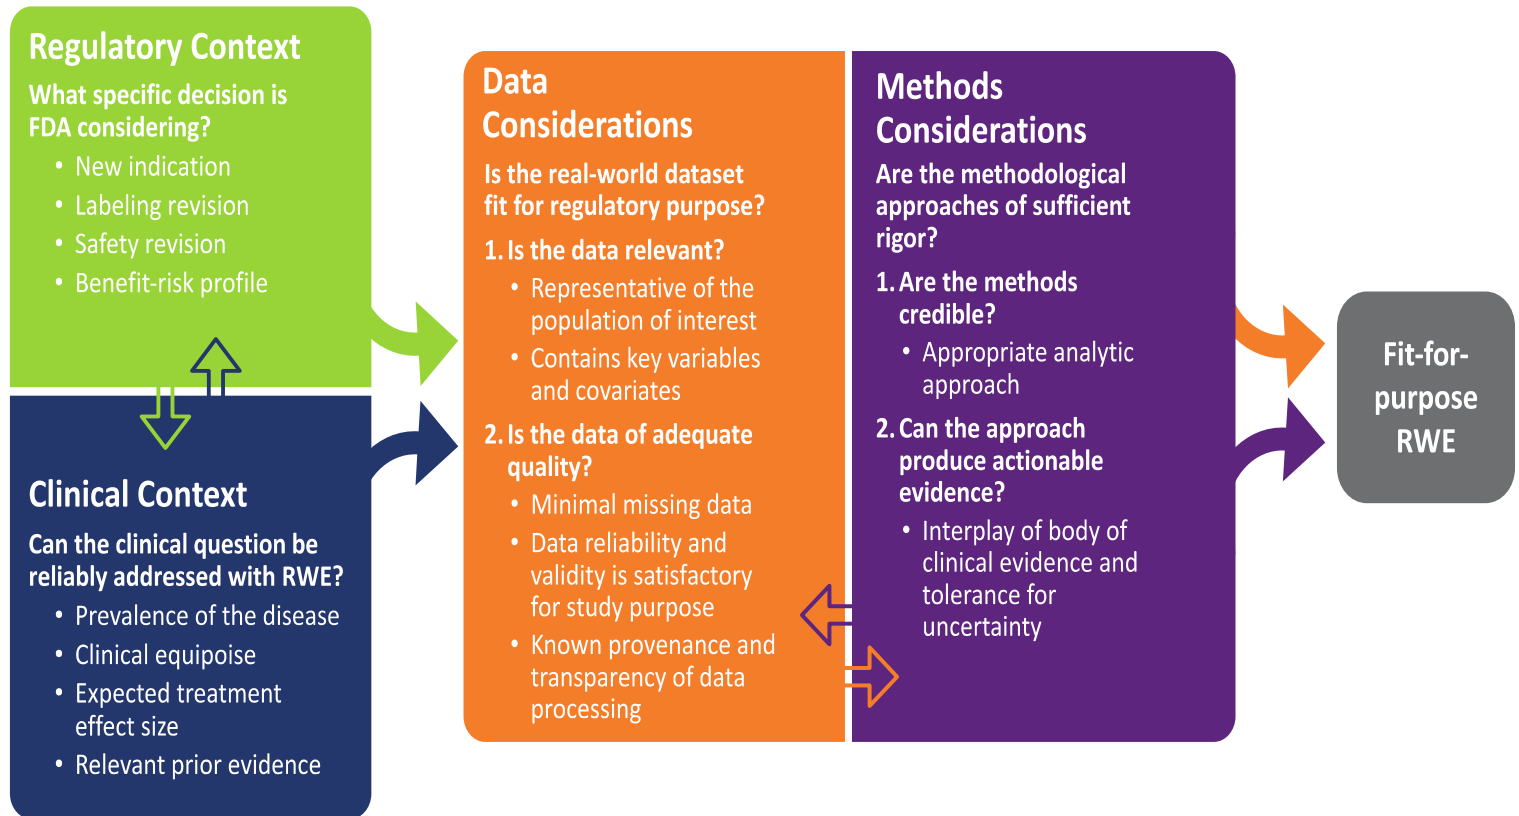 Regulatory Context
What specific decision is
FDA considering?
• New indication
• Labeling revision
• Safety revision
• Benefit-risk profile
Clinical Context
Can the clinical question be
reliably addressed with RWE?
• Prevalence of the disease
• Clinical equipoise
• Expected treatment
effect size
• Relevant prior evidence
Data
Considerations
Is the real-world dataset
fit for regulatory purpose?
1. Is the data relevant?
• Representative of the
population of interest
• Contains key variables
and covariates
2. Is the data of adequate
quality?
• Minimal missing data
• Data reliability and
validity is satisfactory
for study purpose
• Known provenance and
transparency of data
processing
Methods
Considerations
Are the methodological
approaches of sufficient
rigor?
1. Are the methods
credible?
• Appropriate analytic
approach
2. Can the approach
produce actionable
evidence?
• Interplay of body of
clinical evidence and
tolerance for
uncertainty
Fit-for-
purpose
RWE